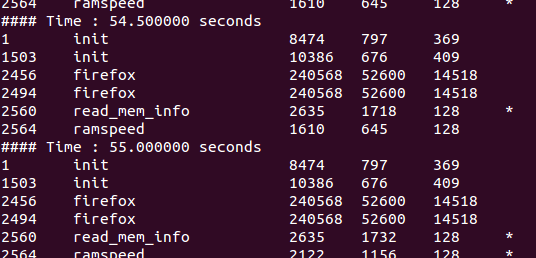 2564 ramspeed 1610 645 128 *
#### Time : 54.500000 seconds
1 init 8474 797 369
1503 init 10386 676 409
2456 firefox 240568 52600 14518
2494 firefox 240568 52600 14518
2560 read_mem_info 2635 1718 128 *
2564 ramspeed 1610 645 128
#### Time : 55.000000 seconds
1 init 8474 797 369
1503 init 10386 676 409
2456 firefox 240568 52600 14518
2494 firefox 240568 52600 14518
2560 read_mem_info 2635 1732 128 *
2564 ramspeed 2122 1156 128 *